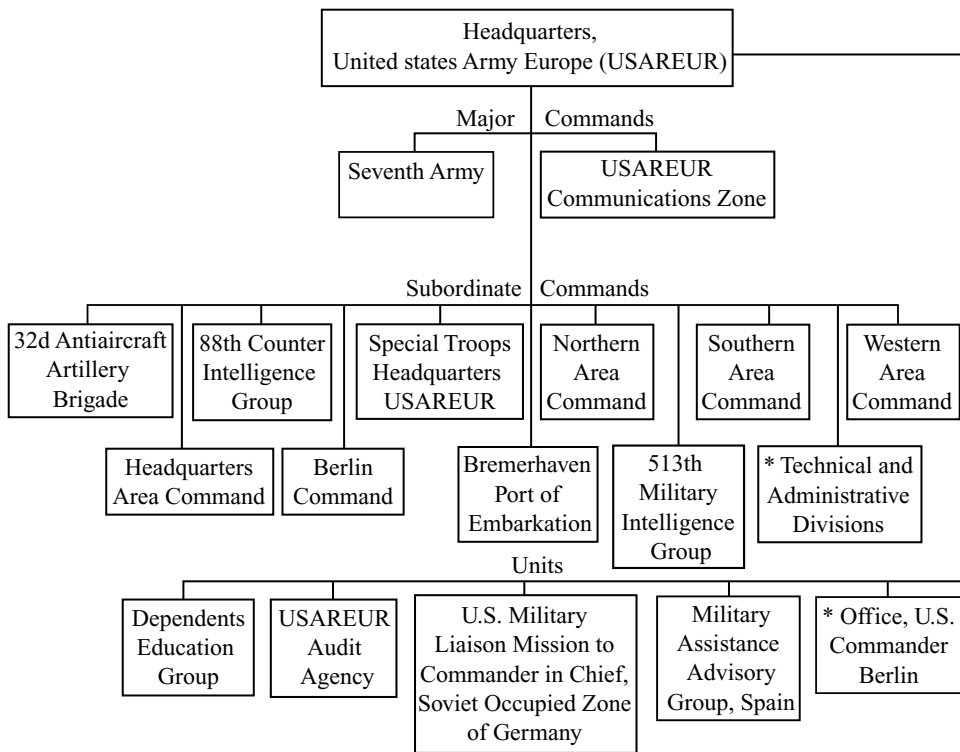 Headquarters,
United states Army Europe (USAREUR)
Major Commands
Seventh Army
USAREUR
Communications Zone
Subordinate Commands
32d Antiaircraft
Artillery
Brigade
88th Counter
Intelligence
Group
Special Troops
Headquarters
USAREUR
Northern
Area
Command
Southern
Area
Command
Western
Area
Command
Headquarters
Area Command
Berlin
Command
Bremerhaven
Port of
Embarkation
513th
Military
Intelligence
Group
* Technical and
Administrative
Divisions
Units
Dependents
Education
Group
USAREUR
Audit
Agency
U.S. Military
Liaison Mission to
Commander in Chief,
Soviet Occupied Zone
of Germany
Military
Assistance
Advisory
Group, Spain
* Office, U.S.
Commander
Berlin